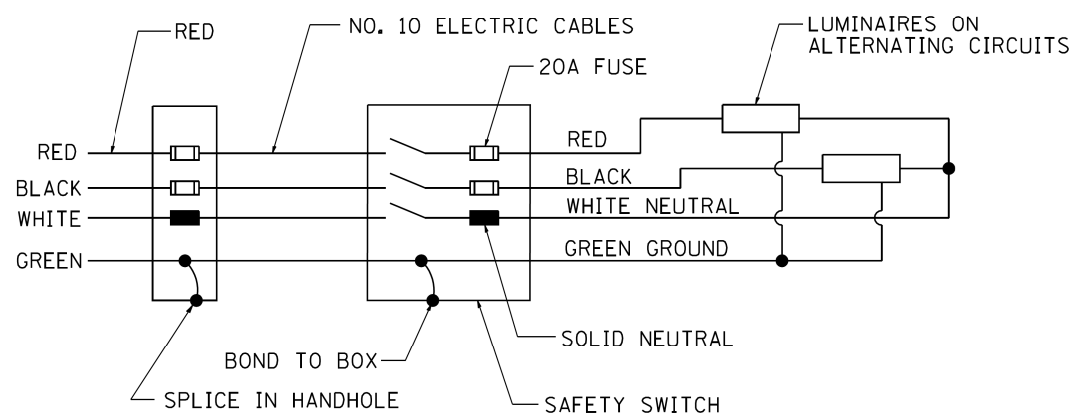 RED
NO. 10 ELECTRIC CABLES
LUMINAIRES ON
ALTERNATING CIRCUITS
20A FUSE
RED
RED
BLACK
BLACK
WHITE
WHITE NEUTRAL
GREEN
GREEN GROUND
SOLID NEUTRAL
BOND TO BOX
SPLICE IN HANDHOLE
SAFETY SWITCH